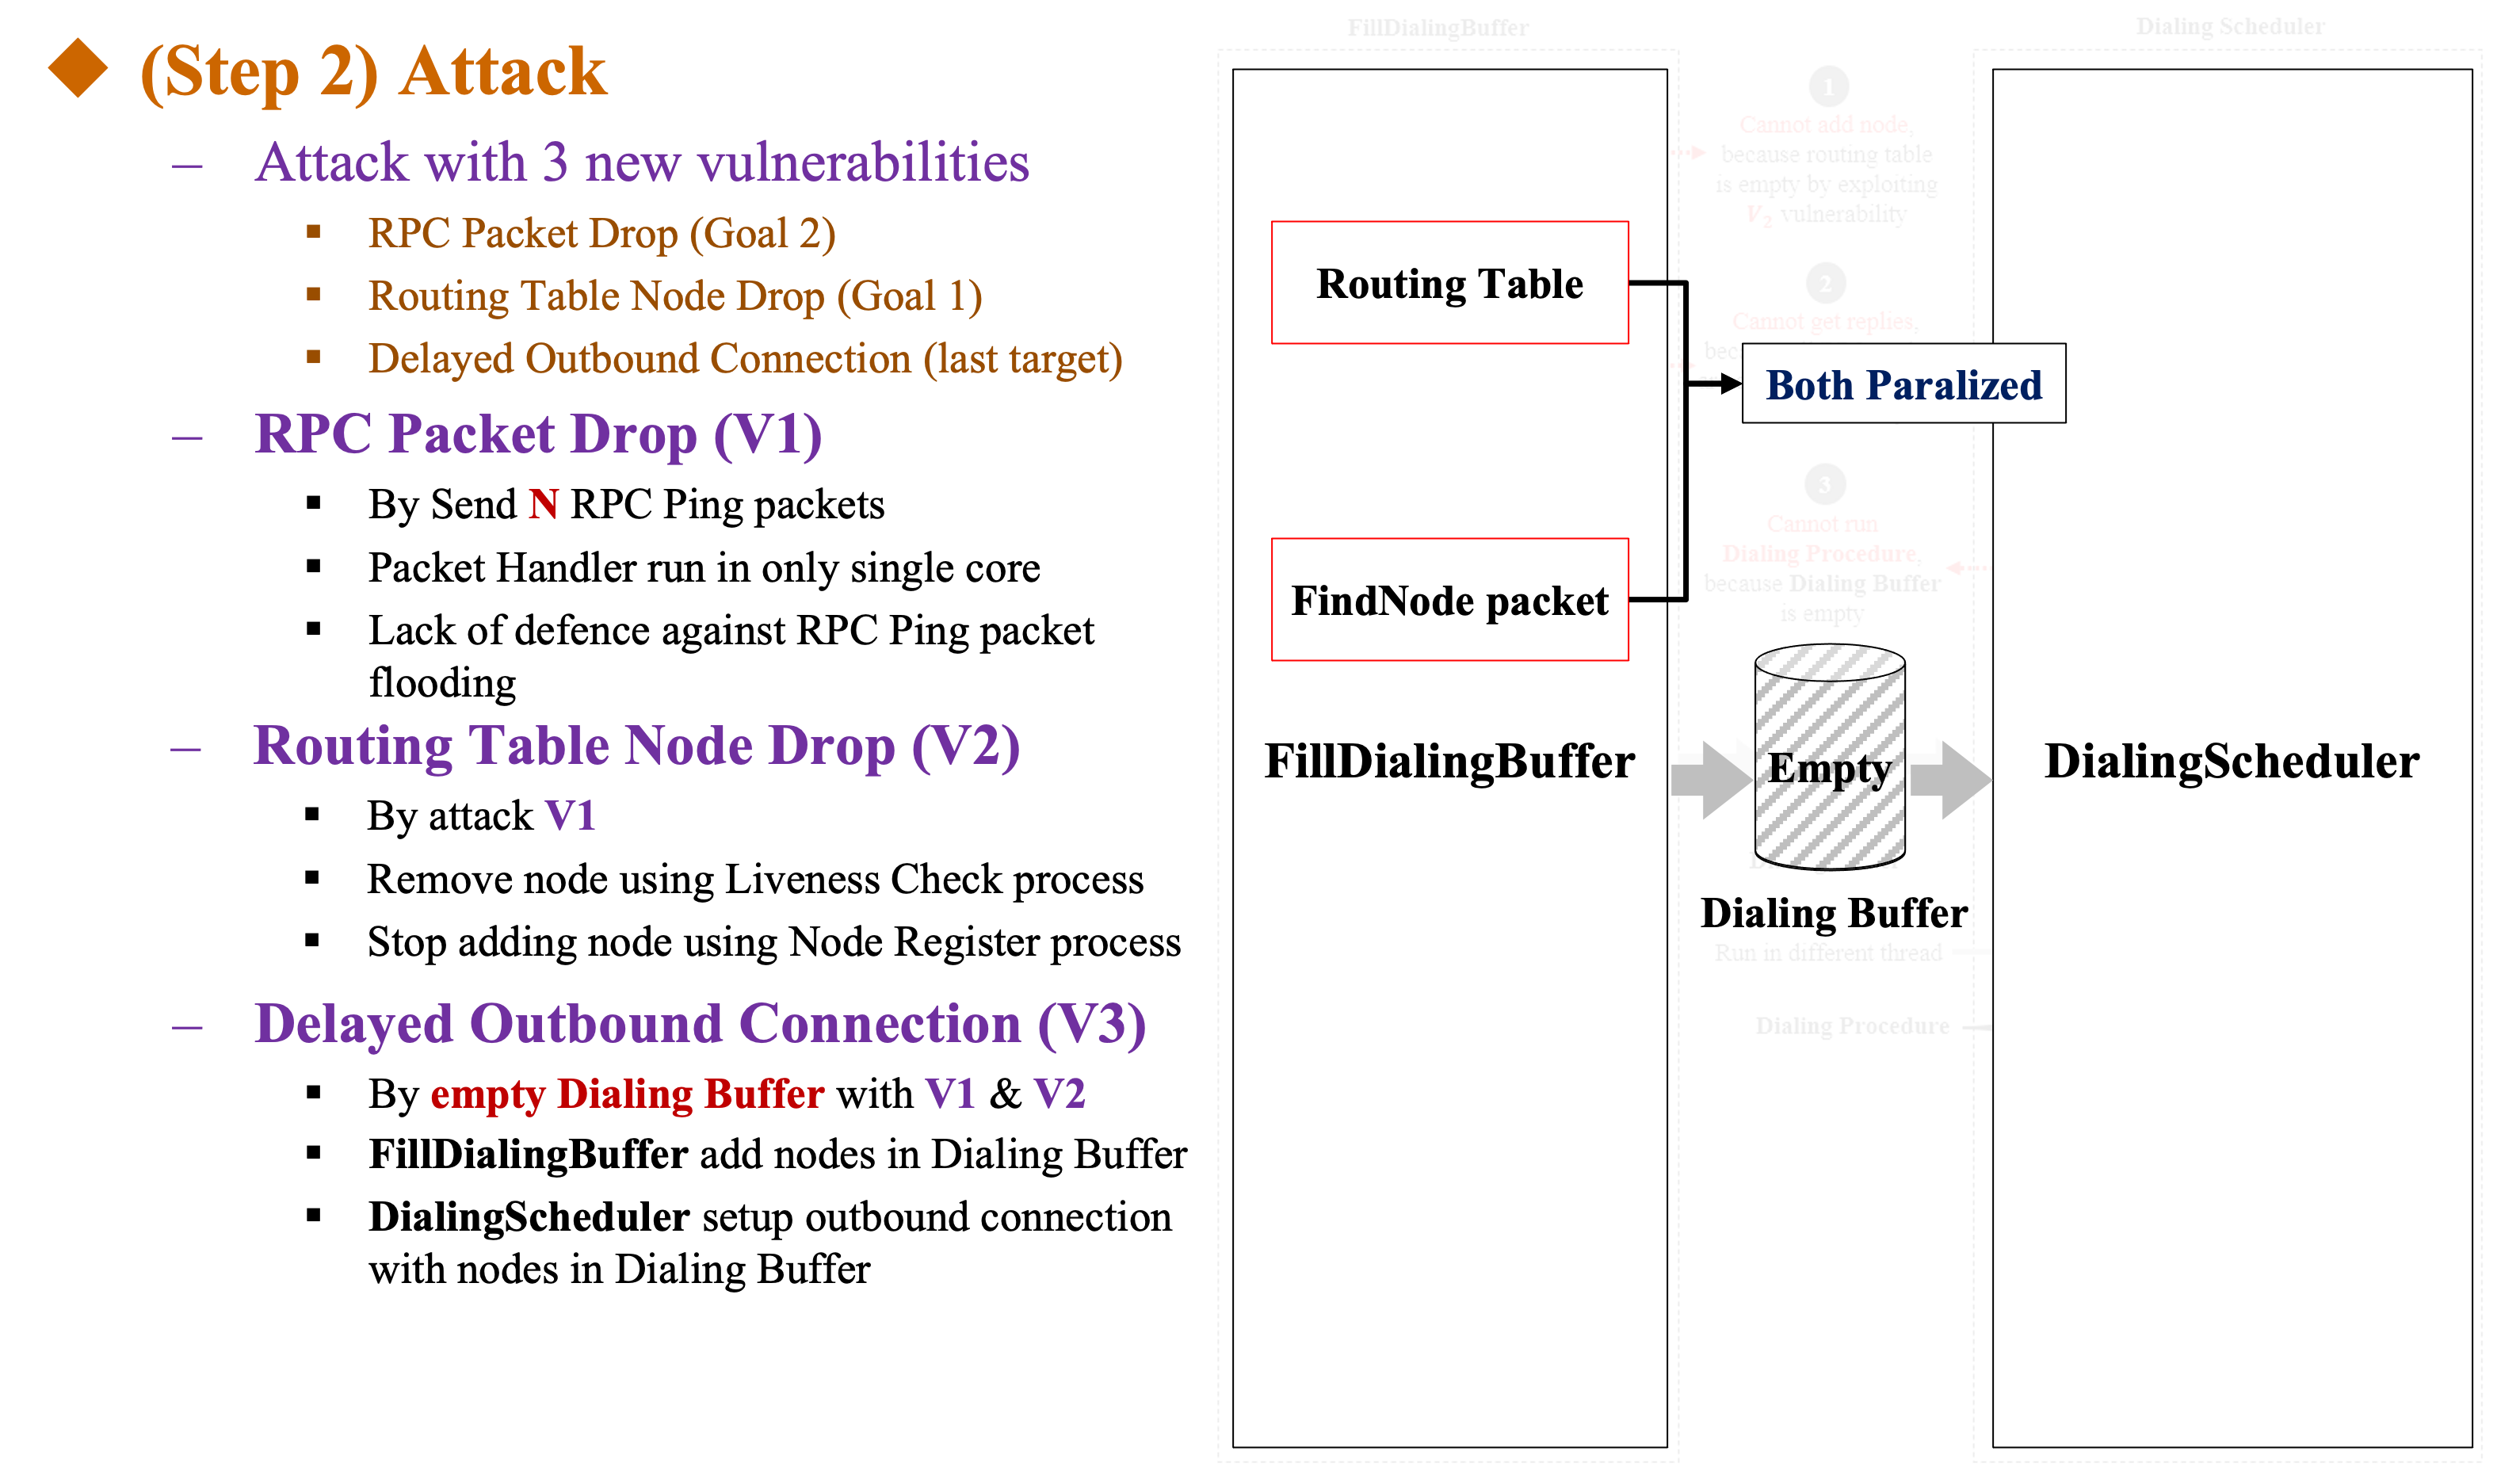 (Step 2) Attack
– Attack with 3 new vulnerabilities
▪ RPC Packet Drop (Goal 2)
▪ Routing Table Node Drop (Goal 1)
▪ Delayed Outbound Connection (last target)
– RPC Packet Drop (V1)
▪ By Send N RPC Ping packets
▪ Packet Handler run in only single core
▪ Lack of defence against RPC Ping packet
flooding
– Routing Table Node Drop (V2)
▪ By attack V1
▪ Remove node using Liveness Check process
▪ Stop adding node using Node Register process
– Delayed Outbound Connection (V3)
▪ By empty Dialing Buffer with V1 & V2
▪ FillDialingBuffer add nodes in Dialing Buffer
▪ DialingScheduler setup outbound connection
with nodes in Dialing Buffer
FillDialingBuffer
Dialing Scheduler
1
Cannot add node,
because routing table
is empty by exploiting
V2 vulnerability
Routing Table
2
Cannot get replies,
Both Paralized
3
Cannot run
Dialing Procedure,
because Dialing Buffer
is empty
FindNode packet
FillDialingBuffer
Empty
DialingScheduler
Dialing Buffer
Run in different thread
Dialing Procedure